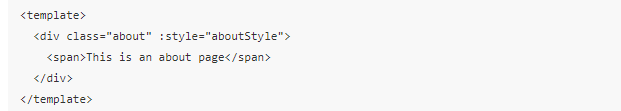 <template>
  <div class="about" :style="aboutStyle">
    <span>This is an about page</span>
  </div>
</template>